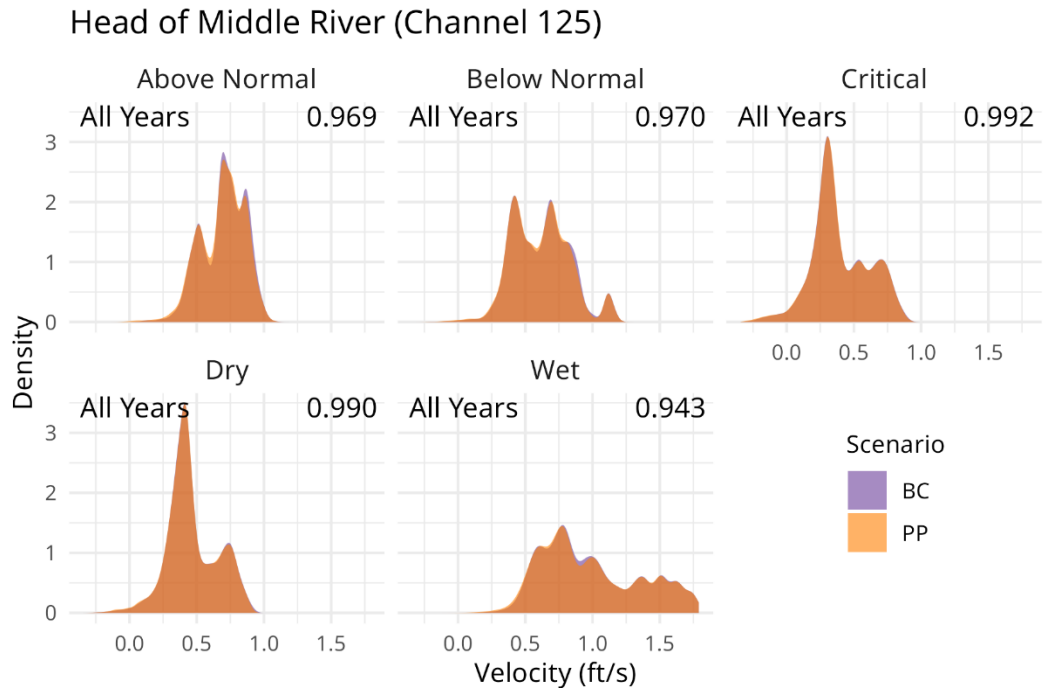 Head of Middle River (Channel 125)
Above Normal
Below Normal
Critical
All Years 0.969
All Years 0.970
All Years 0.992
3
2
1
0
0.0 0.5 1.0 1.5
Density
Dry
Wet
All Years 0.990
All Years 0.943
3
2
1
0
0.0 0.5 1.0 1.5
0.0 0.5 1.0 1.5
Velocity (ft/s)
Scenario
BC
PP